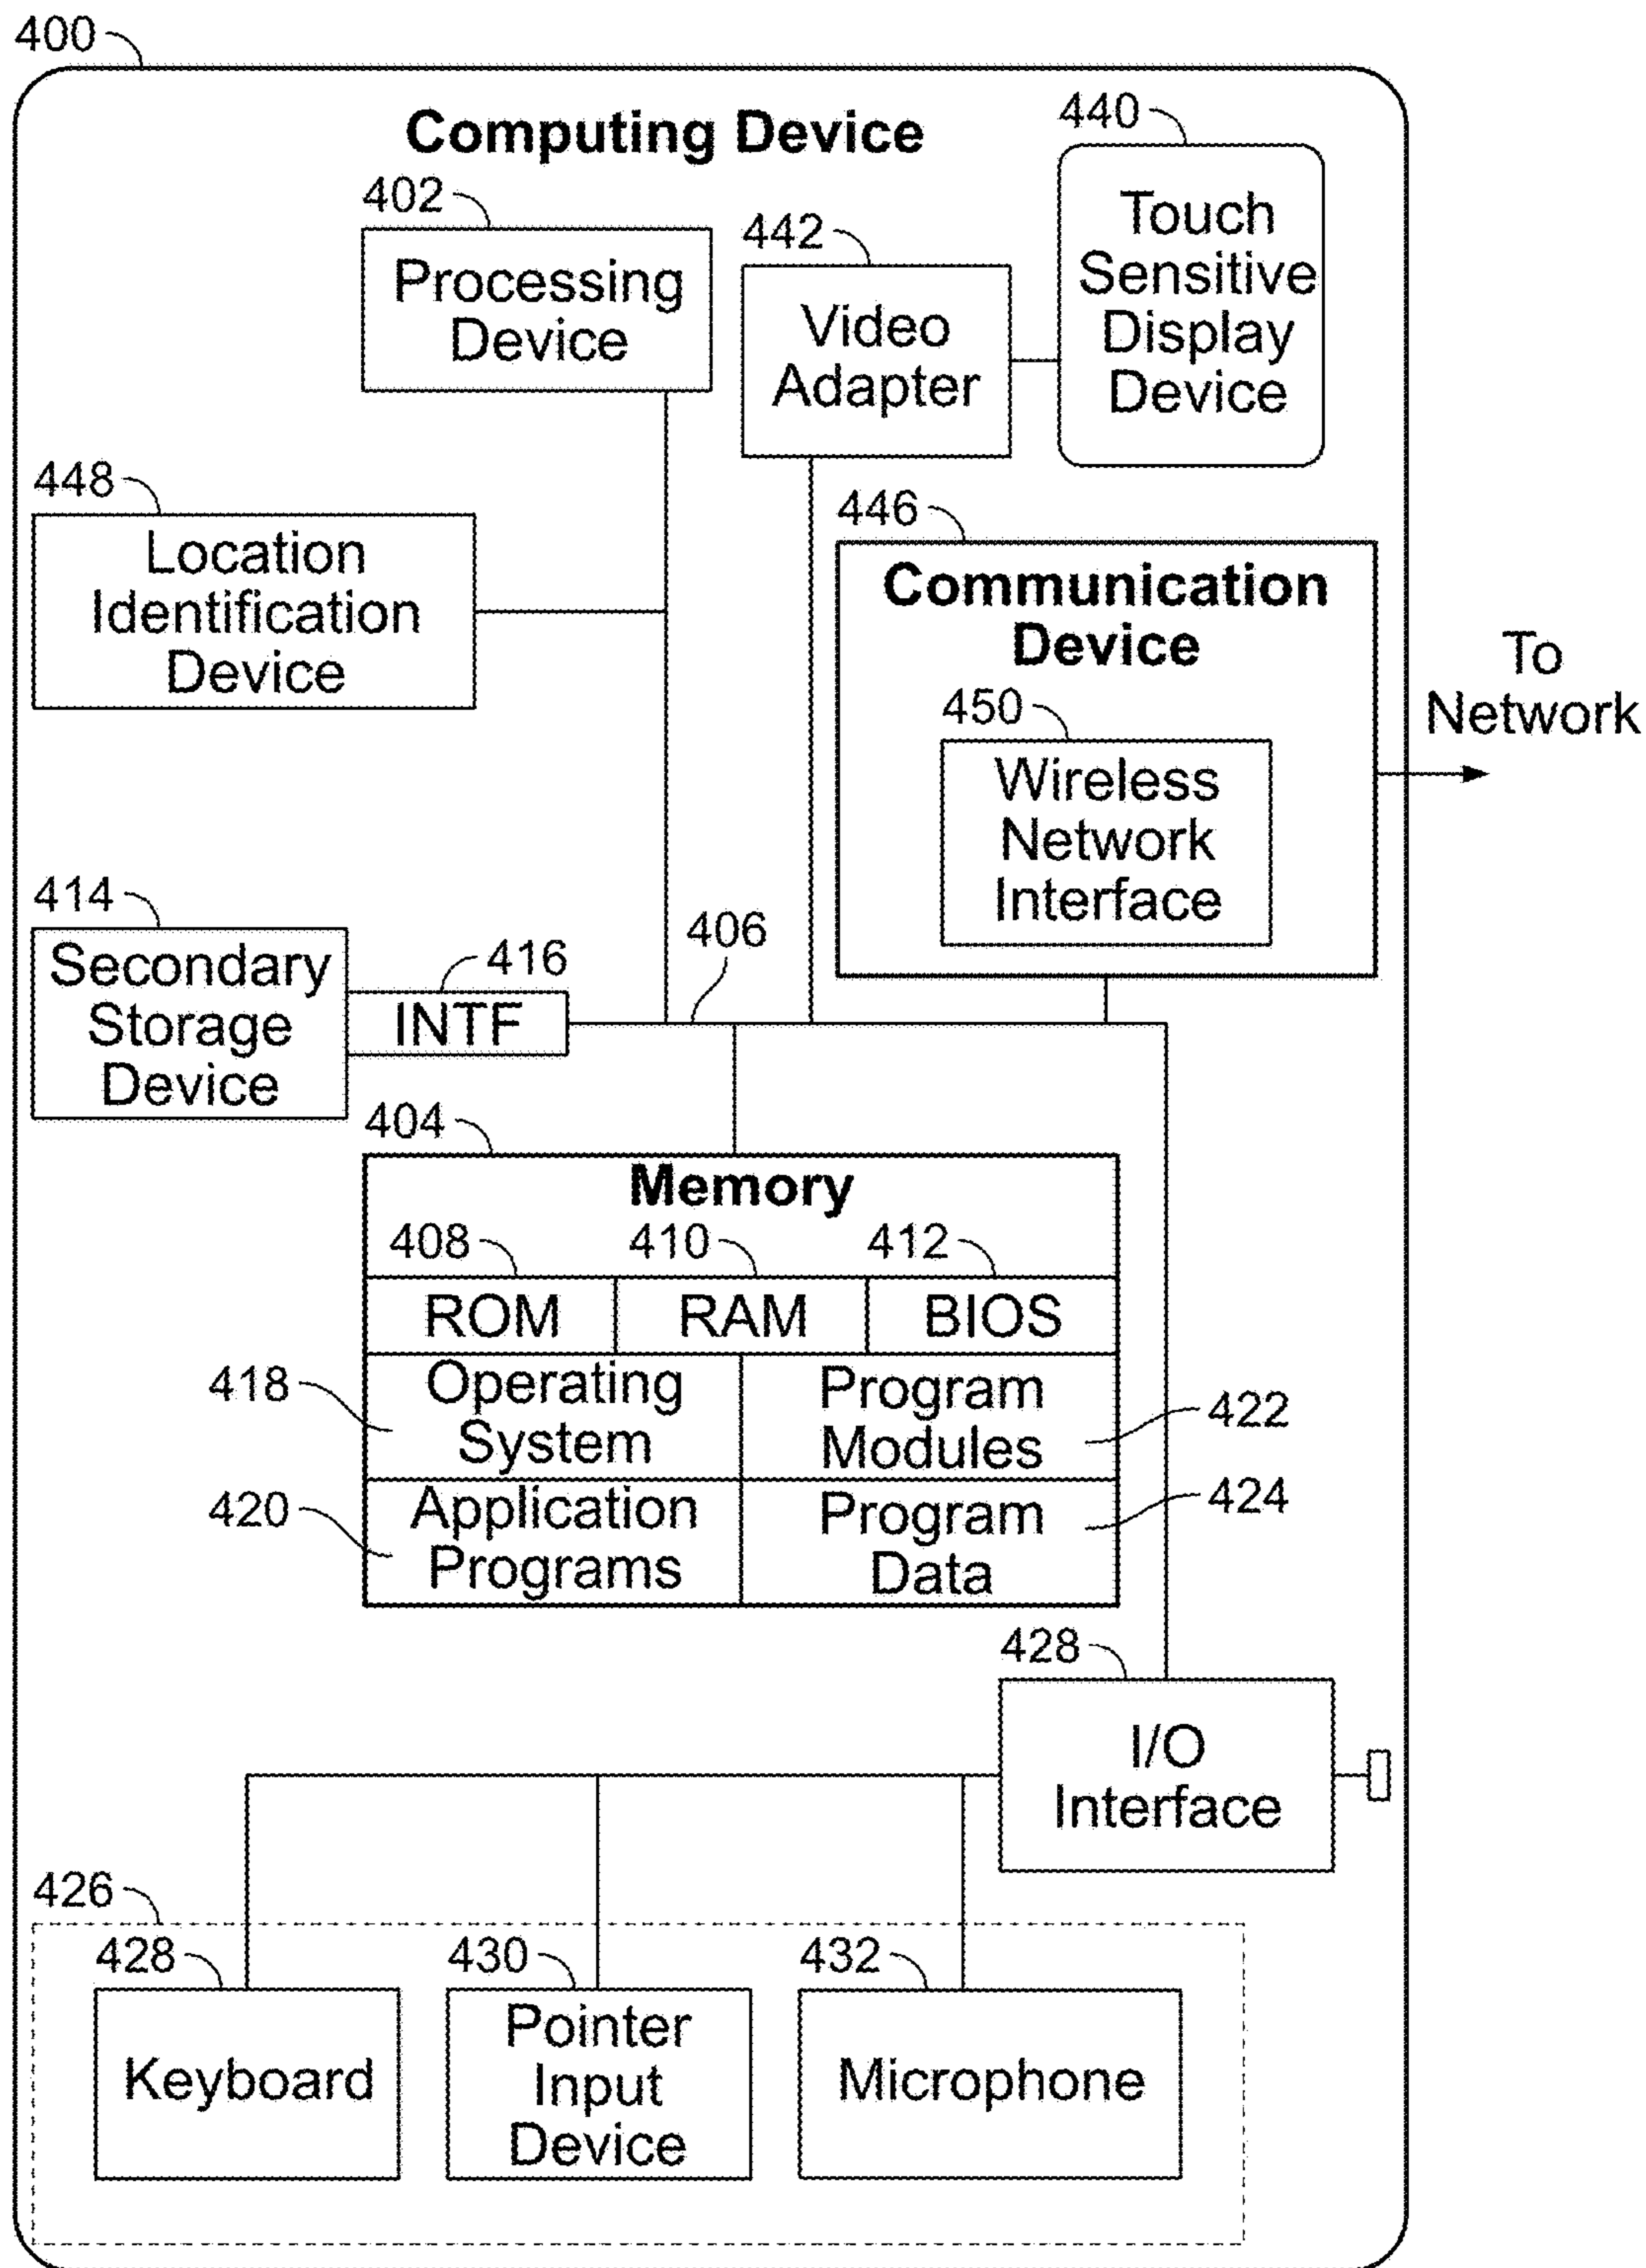 400
Computing Device
440
Touch
Sensitive
Display
Device
402
Processing
Device
442
Video
Adapter
448
Location
Identification
Device
446
Communication
Device
450
Wireless
Network
Interface
To
Network
414
Secondary
Storage
Device
416
INTF
406
404
Memory
408
410
412
ROM
RAM
BIOS
418
Operating
System
Program
Modules
422
420
Application
Programs
Program
Data
424
428
I/O
Interface
426
428
Keyboard
430
Pointer
Input
Device
432
Microphone